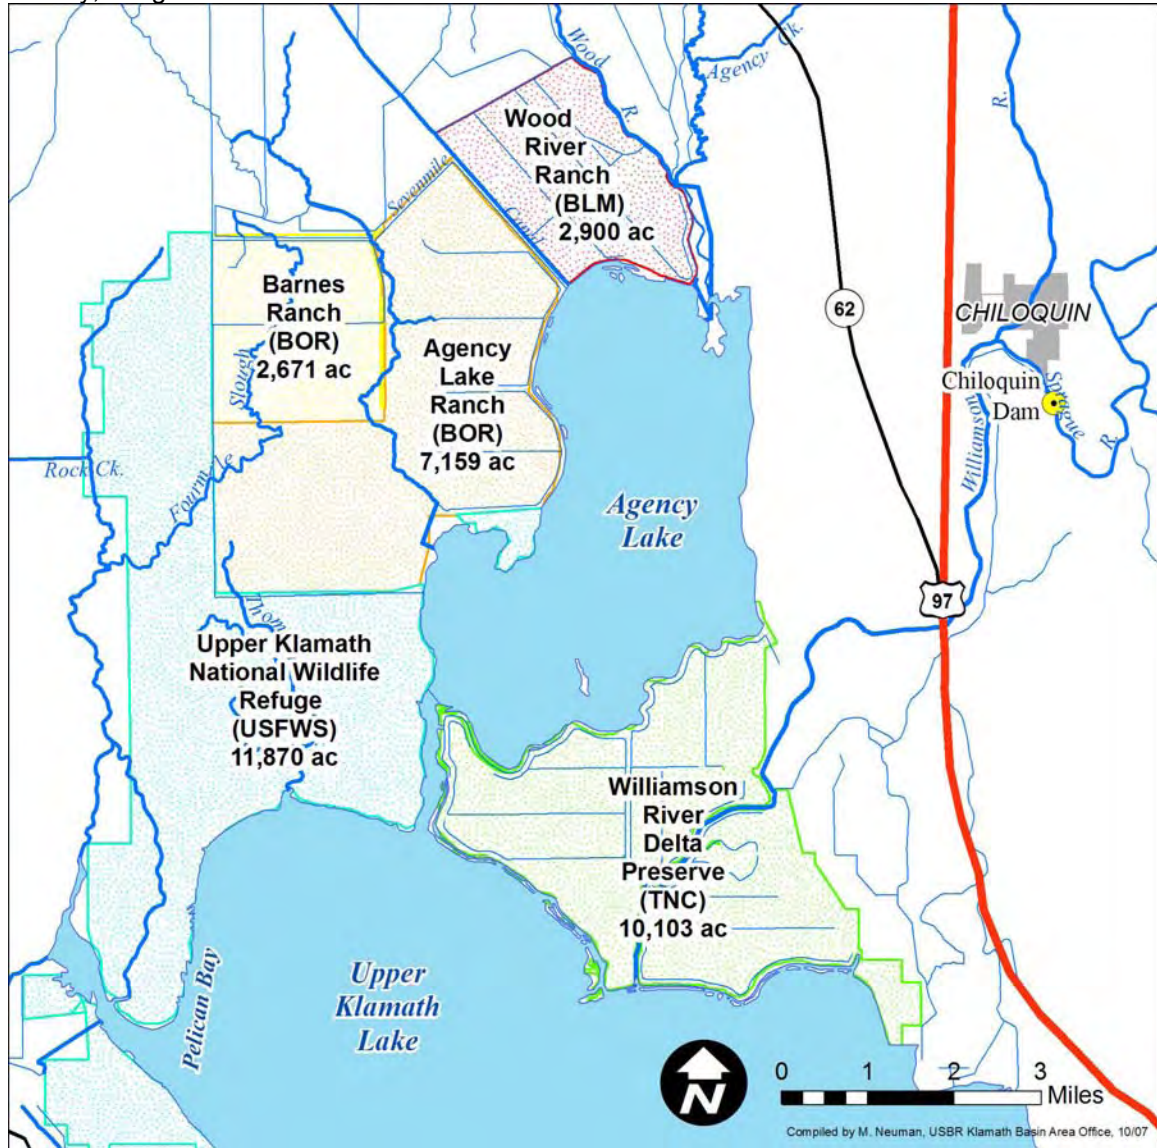 Wood
R.
Agency Ck.
R.
Wood
River
Ranch
(BLM)
2,900 ac
Sevenmile
Canal
Barnes
Ranch
(BOR)
2,671 ac
Slough
Agency
Lake
Ranch
(BOR)
7,159 ac
62
CHILOQUIN
Chiloquin
Dam
Sprague
R.
Williamson
Rock Ck.
Agency
Lake
97
Upper Klamath
National Wildlife
Refuge
(USFWS)
11,870 ac
Williamson
River
Delta
Preserve
(TNC)
10,103 ac
Pelican Bay
Upper
Klamath
Lake
N
0 1 2 3
Miles
Compiled by M. Neuman, USBR Klamath Basin Area Office, 10/07